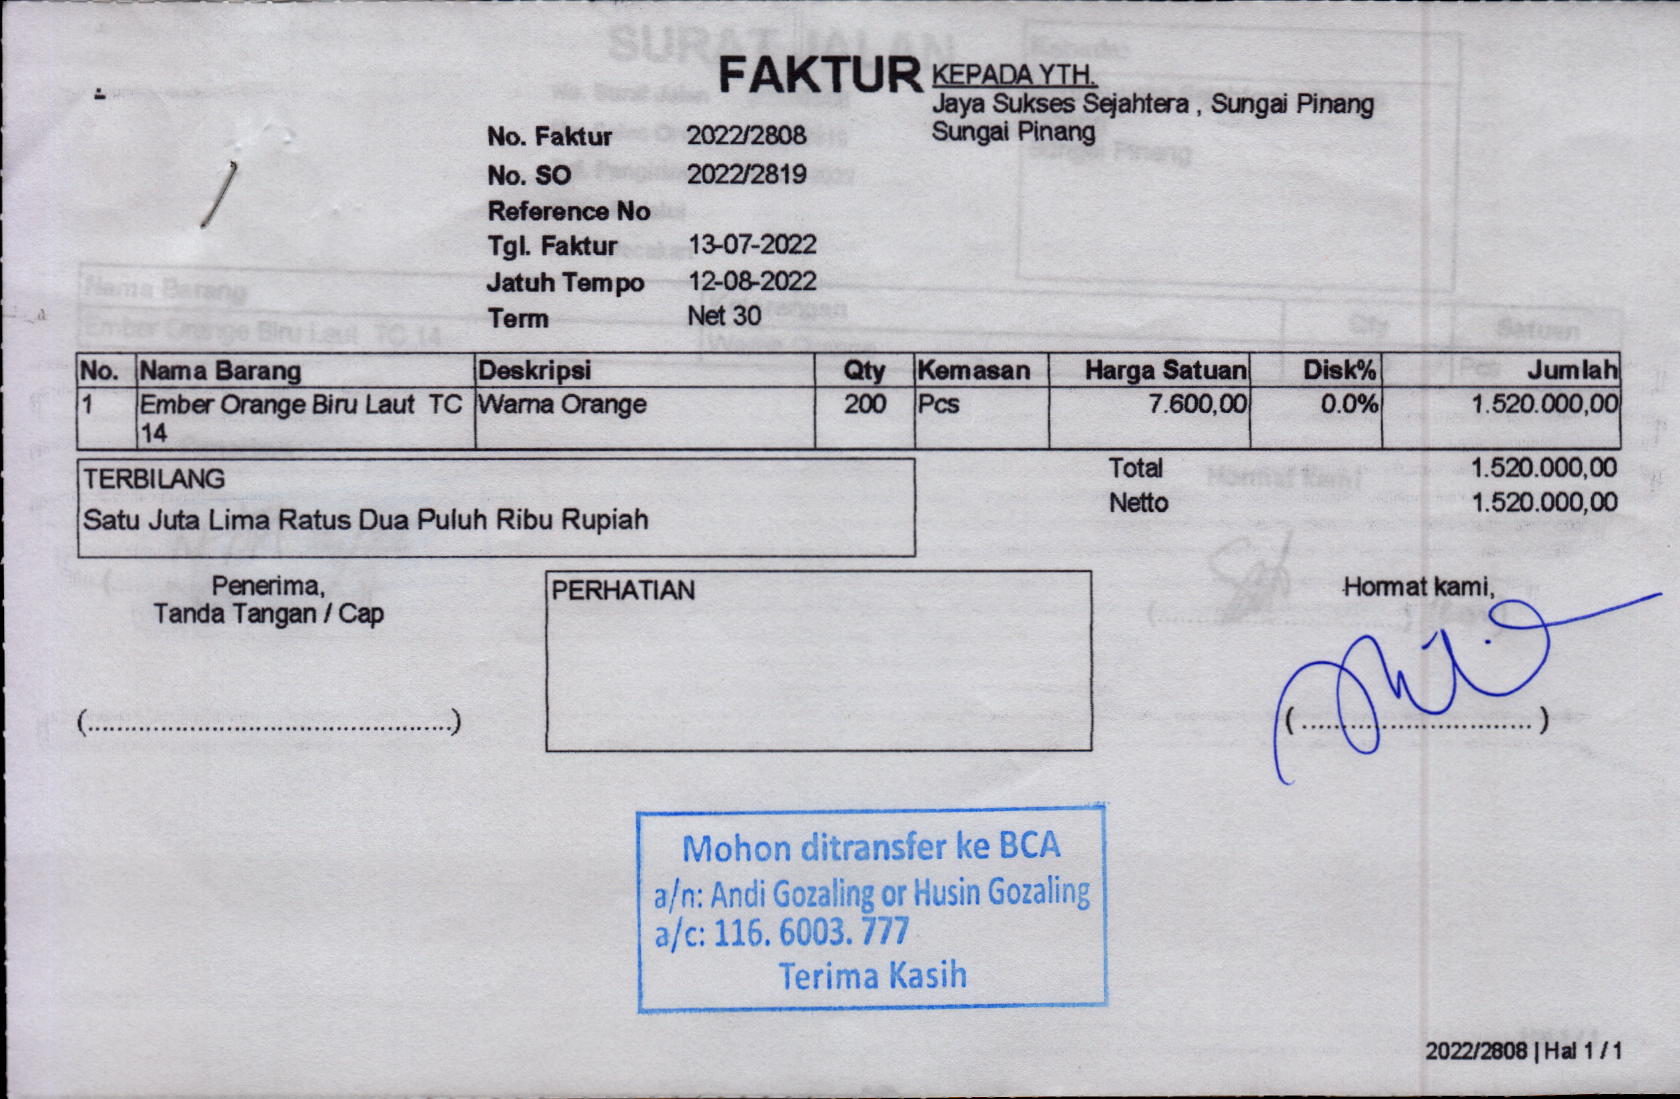 FAKTUR
KEPADA YTH.
Jaya Sukses Sejahtera , Sungai Pinang
Sungai Pinang
No. Faktur 2022/2808
No. SO 2022/2819
Reference No
Tgl. Faktur 13-07-2022
Jatuh Tempo 12-08-2022
Term Net 30
No. Nama Barang Deskripsi Qty Kemasan Harga Satuan Disk% Jumlah
1 Ember Orange Biru Laut TC Warna Orange 200 Pcs 7.600,00 0.0% 1.520.000,00
14
TERBILANG
Satu Juta Lima Ratus Dua Puluh Ribu Rupiah
Total 1.520.000,00
Netto 1.520.000,00
Penerima,
Tanda Tangan / Cap
(..................................................)
PERHATIAN
Hormat kami,
(................................)
Mohon ditransfer ke BCA
a/n: Andi Gozaling or Husin Gozaling
a/c: 116. 6003. 777
Terima Kasih
2022/2808 | Hal 1 / 1